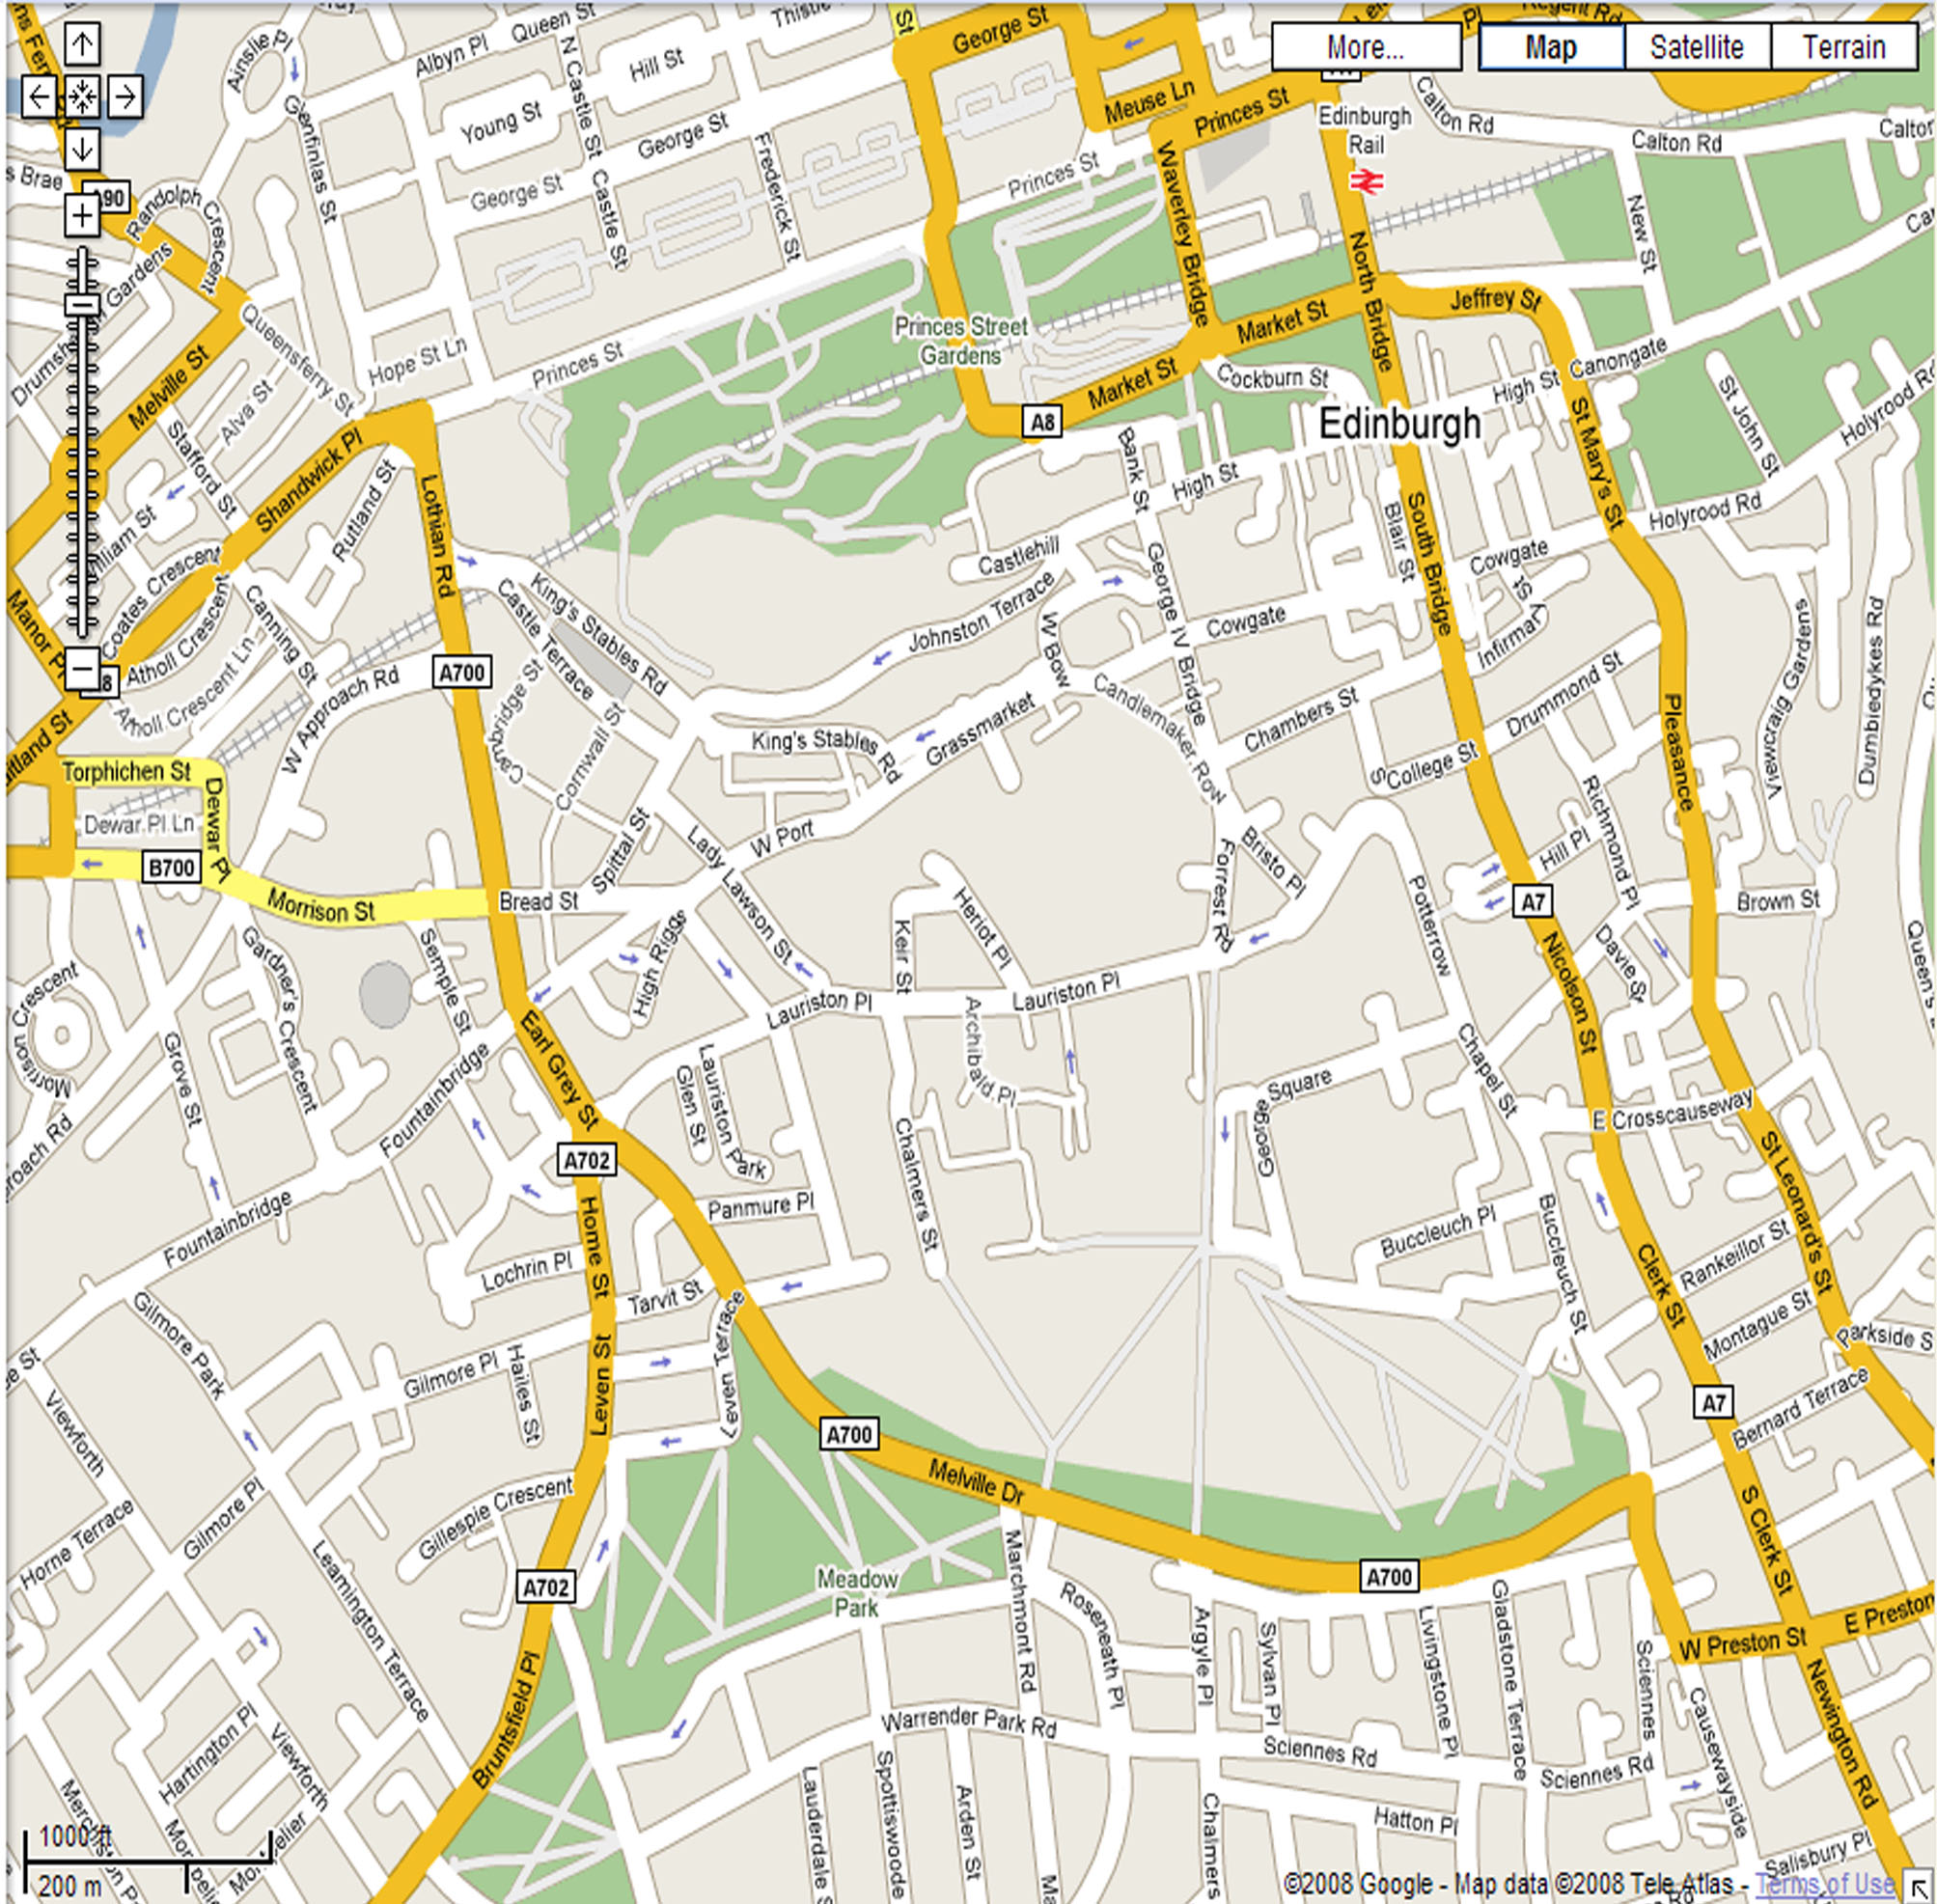 George St
Regent Rd
More...
Map
Satellite
Terrain
Ainslie Pl
Albyn Pl
Queen St
Hill St
Thistle
St
Young St
N Castle St
George St
Glenfinlas St
Frederick St
George St
Castle St
Meuse Ln
Princes St
Edinburgh
Rail
Calton Rd
Calton Rd
Calton
A90
Randolph Crescent
Gardens
s Brae
Princes St
Waverley Bridge
North Bridge
New St
Queensferry St
Hope St Ln
Princes St
Princes Street
Gardens
Market St
Jeffrey St
Melville St
Alva St
Stafford St
Shandwick Pl
Rutland St
Lothian Rd
A8
Market St
Cockburn St
Edinburgh
High St
Canongate
St Mary's St
St John St
Holyrood Rd
Holyrood Rd
Bank St
High St
Blair St
South Bridge
Cowgate
Castlehill
Coates Crescent
Atholl Crescent
Atholl Crescent Ln
Canning St
Manor
W Approach Rd
A700
King's Stables Rd
Castle Terrace
Cambridge St
Cornwall St
Johnston Terrace
W Bow
George IV Bridge
Cowgate
Infirmary St
Drummond St
Pleasance
Viewcraig Gardens
Dumbiedykes Rd
Torphichen St
Dewar Pl Ln
Dewar Pl
B700
Morrison St
Bread St
Spittal St
King's Stables Rd
Grassmarket
Candlemaker Row
Chambers St
S College St
W Port
Lady Lawson St
Richmond Pl
Hill Pl
Bristo Pl
Forrest Rd
Potterrow
A7
Brown St
Nicolson St
Davie St
Queen's
Morrison Crescent
Gardner's Crescent
Semple St
High Riggs
Keir St
Heriot Pl
Lauriston Pl
Lauriston Pl
Archibald Pl
Grove St
Fountainbridge
Earl Grey St
Glen St
Lauriston Park
Chalmers St
George Square
Chapel St
E Crosscauseway
St Leonard's St
roach Rd
Fountainbridge
A702
Home St
Panmure Pl
Lochrin Pl
Tarvit St
Buccleuch Pl
Buccleuch St
Clerk St
Rankeillor St
Montague St
Parkside S
Gilmore Park
Gilmore Pl
Hailes St
Leven St
Leven Terrace
A700
Melville Dr
A7
Bernard Terrace
Viewforth
Horne Terrace
Gilmore Pl
Gillespie Crescent
A702
Leamington Terrace
Meadow
Park
Marchmont Rd
Roseneath Pl
Argyle Pl
Sylvan Pl
A700
Livingstone Pl
Gladstone Terrace
Sciennes
S Clerk St
W Preston St
E Preston
Bruntsfield Pl
Warrender Park Rd
Sciennes Rd
Sciennes Rd
Causewayside
Newington Rd
Hartington Pl
Viewforth
Lauderdale S
Spottiswoode
Arden St
Chalmers
Hatton Pl
Salisbury Pl
1000 ft
200 m
©2008 Google - Map data ©2008 Tele Atlas - Terms of Use